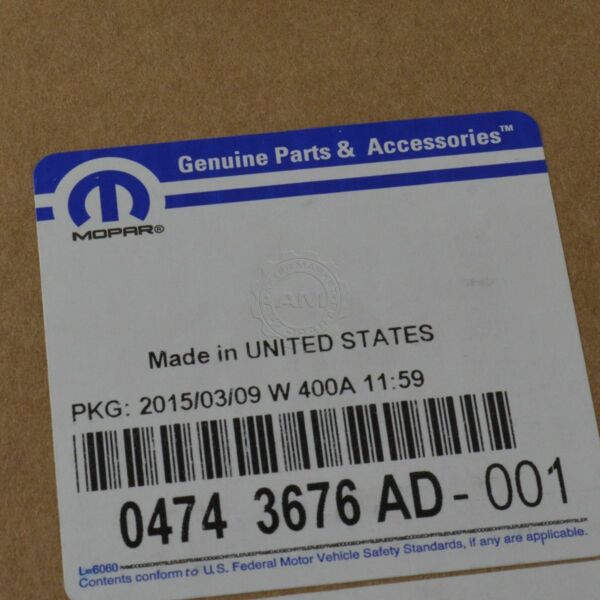 Genuine Parts & Accessories™
MOPAR®
AM
Made in UNITED STATES
PKG: 2015/03/09 W 400A 11:59
0474 3676 AD-001
L=6060
Contents conform to U.S. Federal Motor Vehicle Safety Standards, if any are applicable.